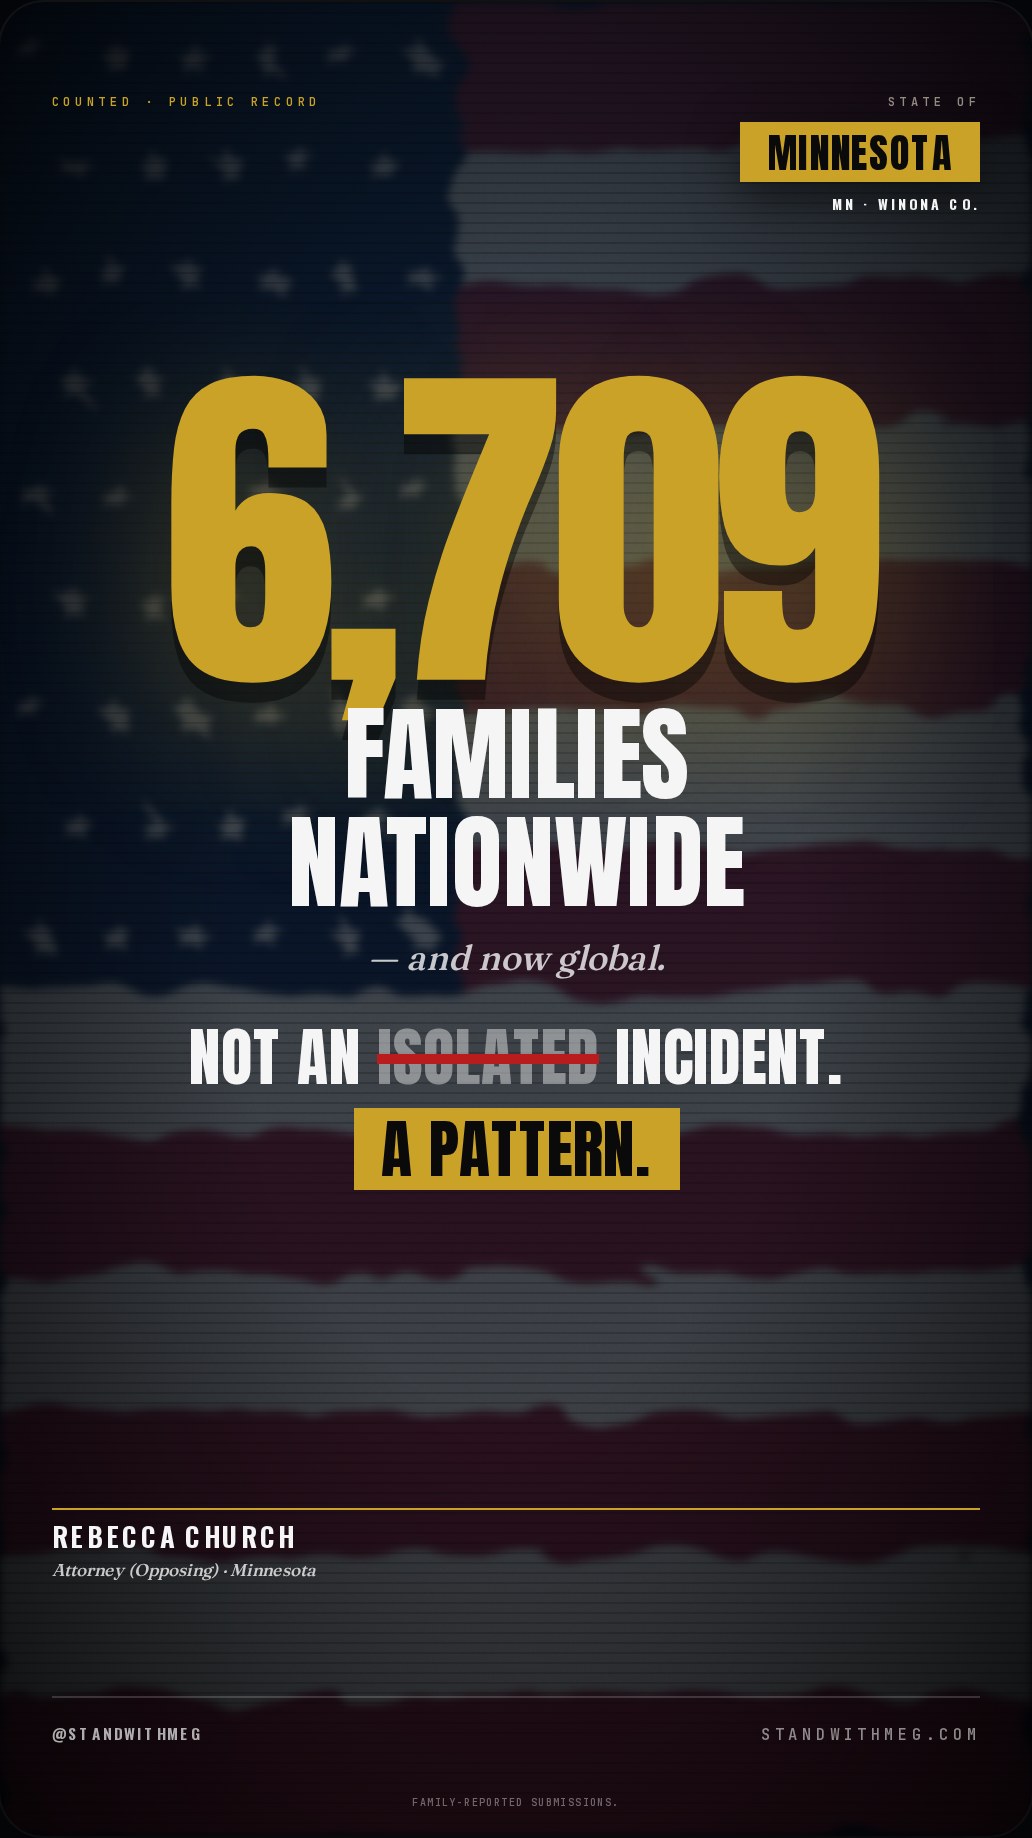 COUNTED · PUBLIC RECORD
STATE OF
MINNESOTA
MN · WINONA CO.
6,709
FAMILIES
NATIONWIDE
— and now global.
NOT AN ISOLATED INCIDENT.
A PATTERN.
REBECCA CHURCH
Attorney (Opposing) · Minnesota
@STANDWITHMEG
STANDWITHMEG.COM
FAMILY-REPORTED SUBMISSIONS.